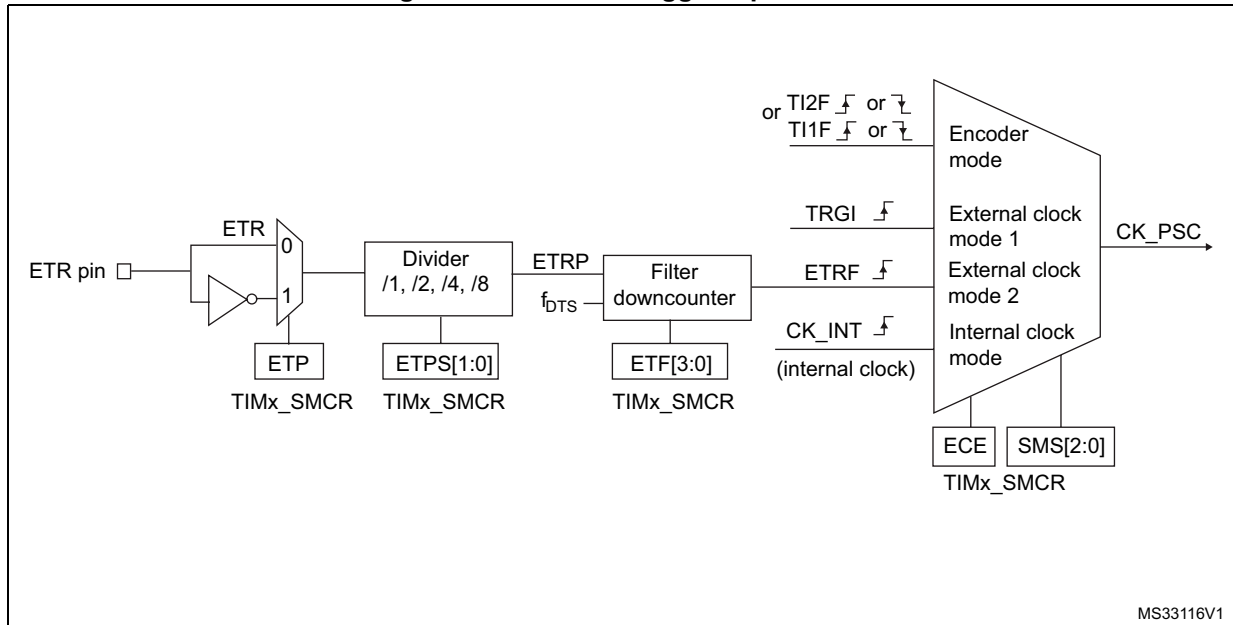 or TI2F or
TI1F or
Encoder
mode
TRGI
External clock
mode 1
CK_PSC
ETR
0
ETR pin
1
Divider
/1, /2, /4, /8
ETRP
fDTS
Filter
downcounter
ETRF
External clock
mode 2
CK_INT
(internal clock)
Internal clock
mode
ETP
TIMx_SMCR
ETPS[1:0]
TIMx_SMCR
ETF[3:0]
TIMx_SMCR
ECE
SMS[2:0]
TIMx_SMCR
MS33116V1